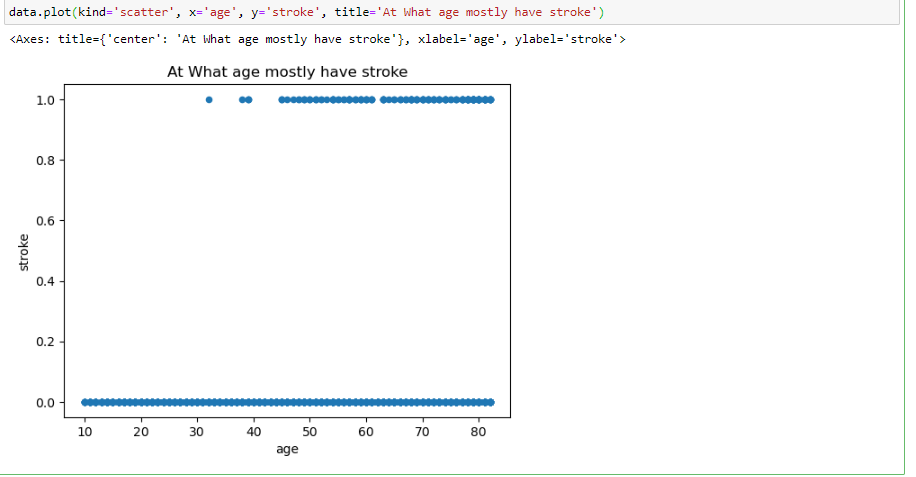 data.plot(kind='scatter', x='age', y='stroke', title='At What age mostly have stroke')
<Axes: title={'center': 'At What age mostly have stroke'}, xlabel='age', ylabel='stroke'>
At What age mostly have stroke
1.0
0.8
0.6
0.4
0.2
0.0
stroke
10 20 30 40 50 60 70 80
age